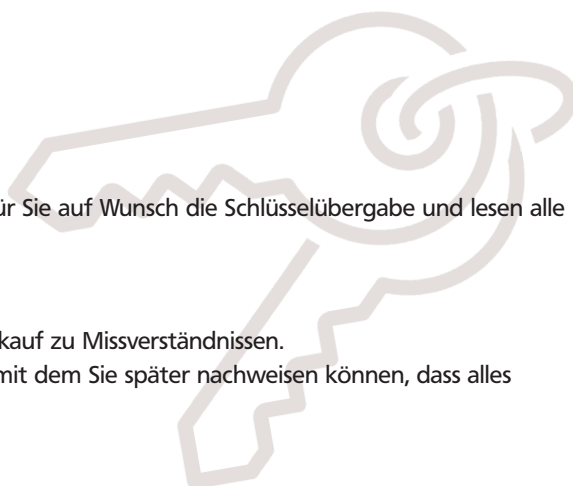 ür Sie auf Wunsch die Schlüsselübergabe und lesen alle
kauf zu Missverständnissen.
mit dem Sie später nachweisen können, dass alles